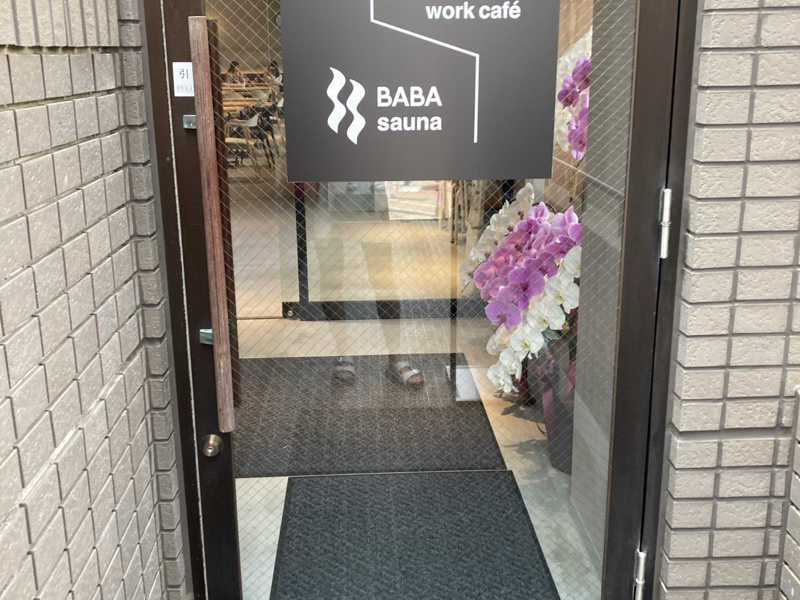 work café
BABA
sauna
引